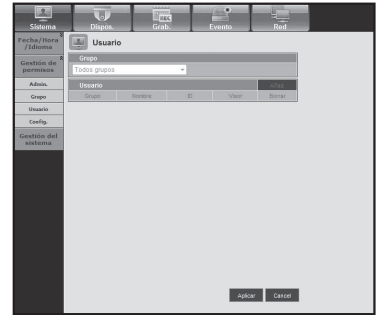 Sistema Dispos. Grab. Evento Red
Fecha/Hora
/Idioma
Gestión de
permisos
Admin.
Grupo
Usuario
Config.
Gestión del
sistema
Usuario
Grupo
Todos grupos
Usuario Añad
Grupo Nombre ID Visor Borrar
Aplicar Cancel